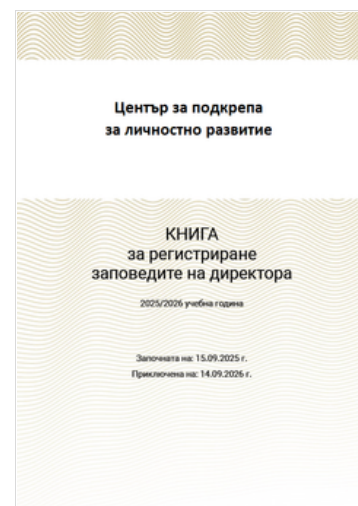 Център за подкрепа
за личностно развитие
КНИГА
за регистриране
заповедите на директора
2025/2026 учебна година
Започната на: 15.09.2025 г.
Приключена на: 14.09.2026 г.